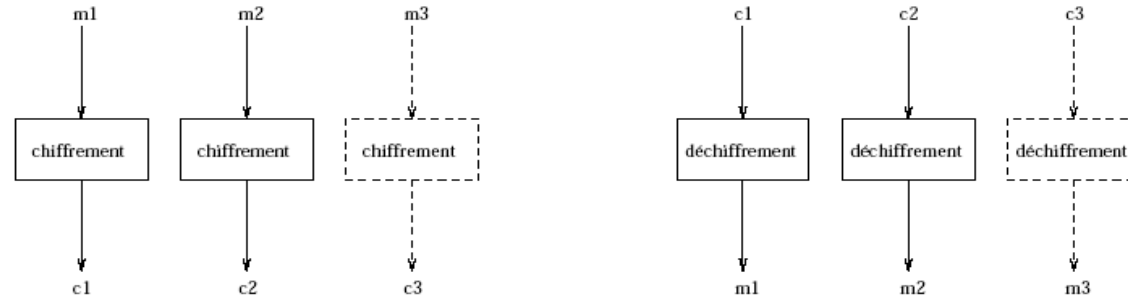 m1 m2 m3 c1 c2 c3
chiffrement chiffrement chiffrement déchiffrement déchiffrement déchiffrement
c1 c2 c3 m1 m2 m3